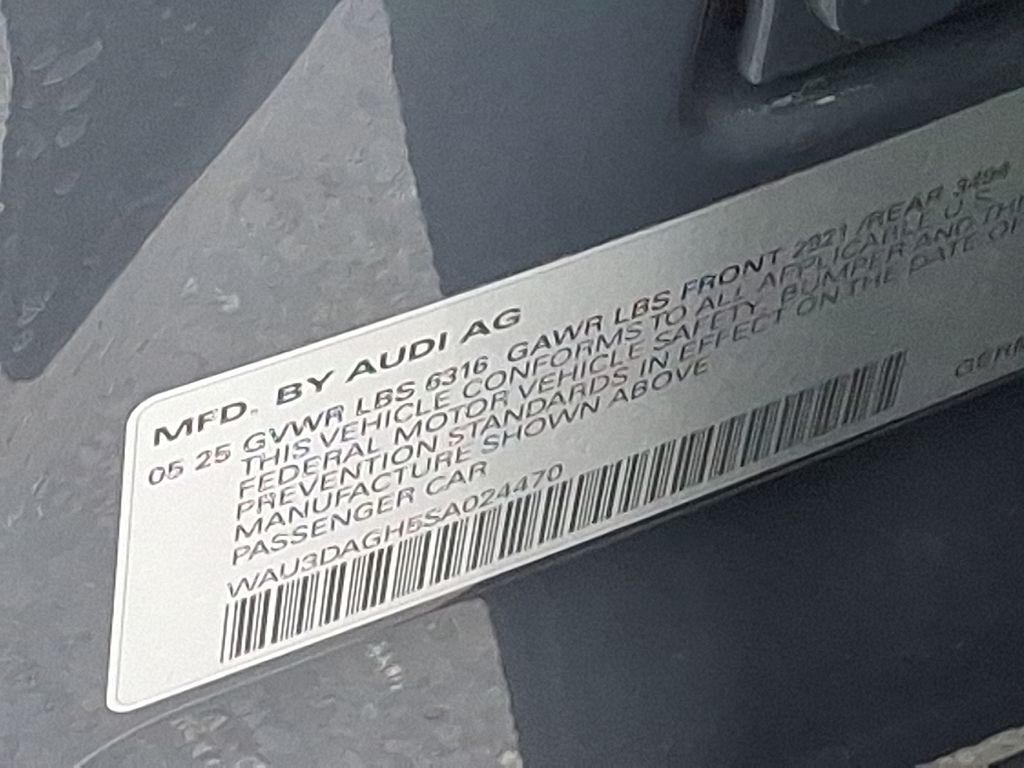 MFD. BY AUDI AG
05 25 GVWR LBS 6316 GAWR LBS FRONT 2921/REAR 3494
THIS VEHICLE CONFORMS TO ALL APPLICABLE U S
FEDERAL MOTOR VEHICLE SAFETY, BUMPER AND
PREVENTION STANDARDS IN EFFECT ON THE DATE OF
MANUFACTURE SHOWN ABOVE
PASSENGER CAR
WAU3DAGH5SA024470